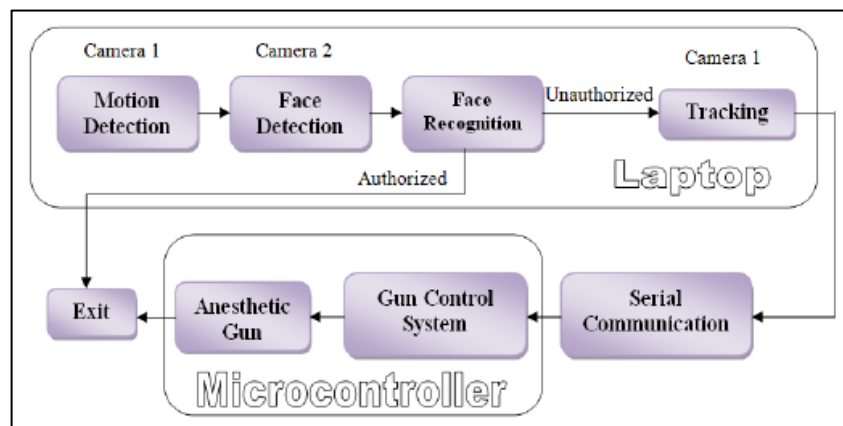 Camera 1
Camera 2
Camera 1
Motion
Detection
Face
Detection
Face
Recognition
Unauthorized
Tracking
Authorized
Laptop
Exit
Anesthetic
Gun
Gun Control
System
Serial
Communication
Microcontroller